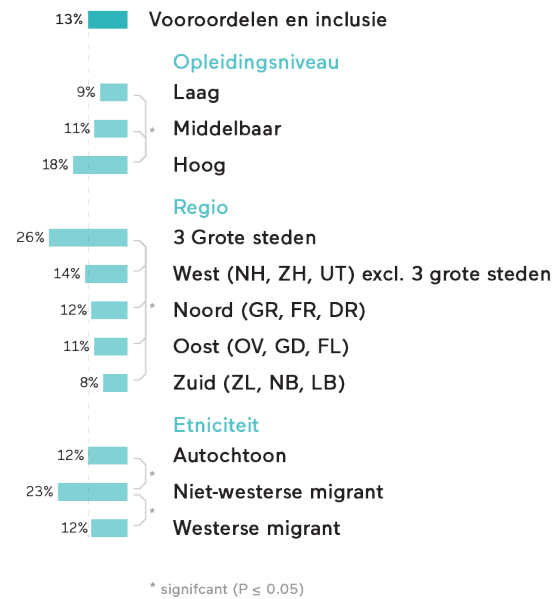 13% Vooroordelen en inclusie
Opleidingsniveau
9% Laag
11% * Middelbaar
18% Hoog
Regio
26% 3 Grote steden
14% West (NH, ZH, UT) excl. 3 grote steden
12% * Noord (GR, FR, DR)
11% Oost (OV, GD, FL)
8% Zuid (ZL, NB, LB)
Etniciteit
12% Autochtoon
*
23% Niet-westerse migrant
*
12% Westerse migrant
* signifcant (P ≤ 0.05)